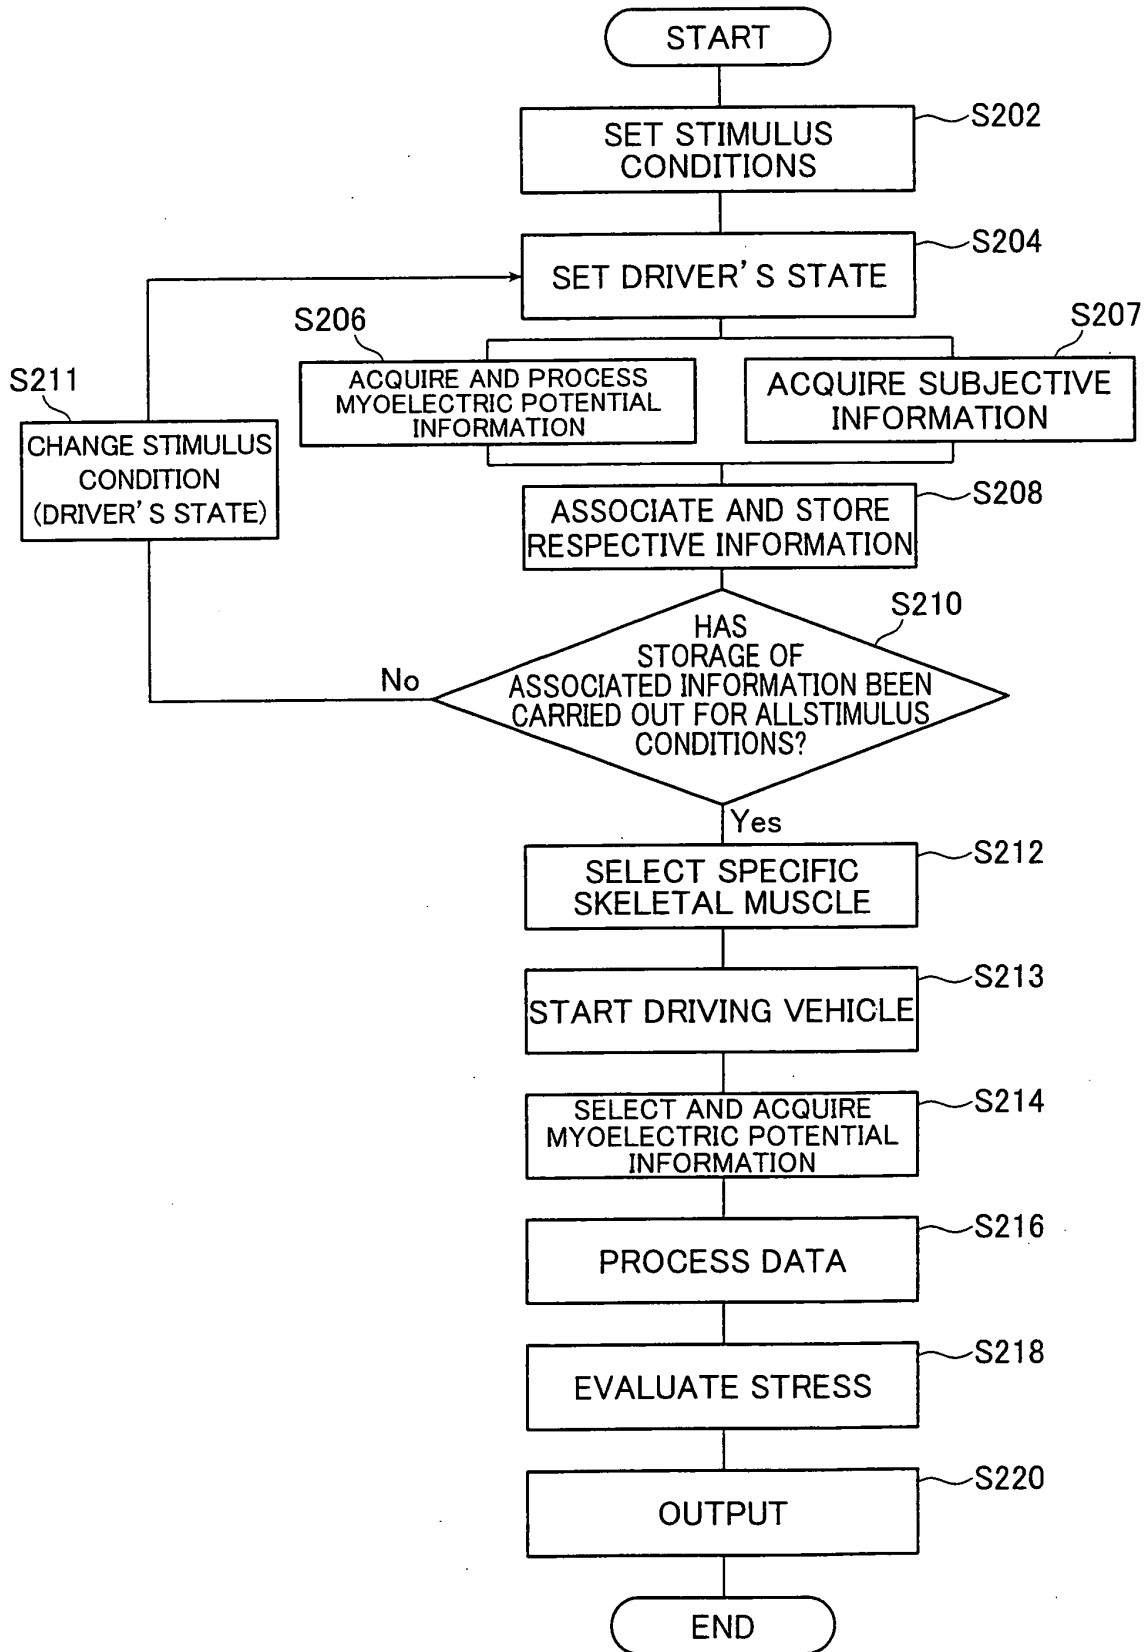 START
S202
SET STIMULUS
CONDITIONS
S204
SET DRIVER'S STATE
S206
ACQUIRE AND PROCESS
MYOELECTRIC POTENTIAL
INFORMATION
S207
ACQUIRE SUBJECTIVE
INFORMATION
S211
CHANGE STIMULUS
CONDITION
(DRIVER'S STATE)
S208
ASSOCIATE AND STORE
RESPECTIVE INFORMATION
S210
HAS
STORAGE OF
ASSOCIATED INFORMATION BEEN
CARRIED OUT FOR ALLSTIMULUS
CONDITIONS?
No
Yes
S212
SELECT SPECIFIC
SKELETAL MUSCLE
S213
START DRIVING VEHICLE
S214
SELECT AND ACQUIRE
MYOELECTRIC POTENTIAL
INFORMATION
S216
PROCESS DATA
S218
EVALUATE STRESS
S220
OUTPUT
END